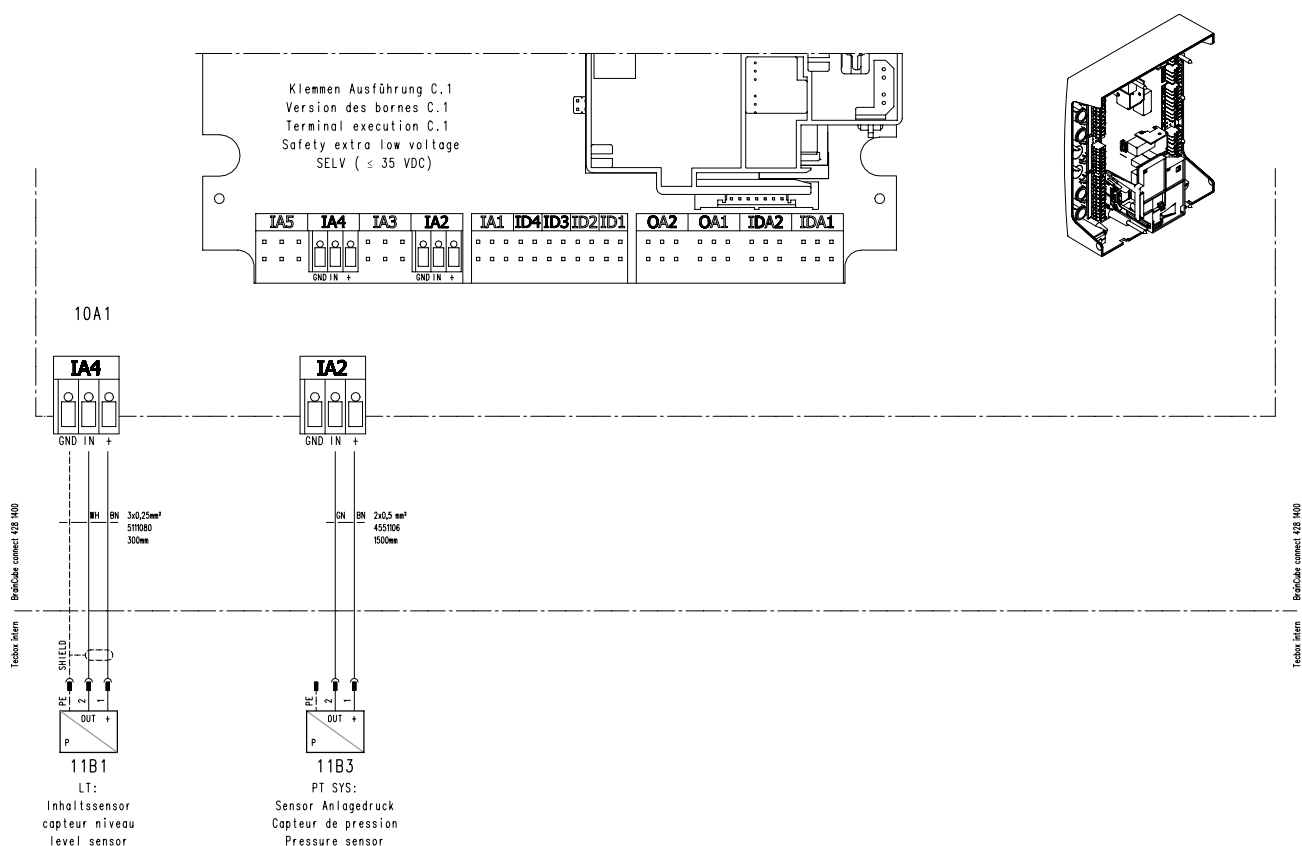 Klemmen Ausführung C.1
Version des bornes C.1
Terminal execution C.1
Safety extra low voltage
SELV ( ≤ 35 VDC)
IA5 IA4 IA3 IA2 IA1 ID4 ID3 ID2 ID1 OA2 OA1 IDA2 IDA1
GND IN + GND IN +
10A1
IA4 IA2
GND IN + GND IN +
WH BN 3x0,25mm²
5111080
300mm
GN BN 2x0,5 mm²
4551106
1500mm
BrainCube connect 428 1400
BrainCube connect 428 1400
Tecbox intern
Tecbox intern
SHIELD
PE 2 1 PE 2 1
OUT + OUT +
P P
11B1
LT:
Inhaltssensor
capteur niveau
level sensor
11B3
PT SYS:
Sensor Anlagedruck
Capteur de pression
Pressure sensor